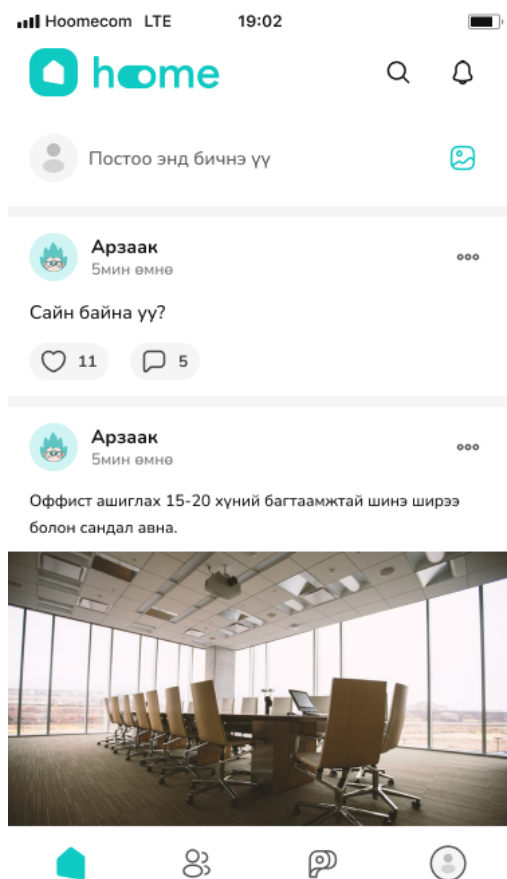 Hoomecom LTE 19:02
hoome
Постоо энд бичнэ үү
Арзаак
5мин өмнө
Сайн байна уу?
11 5
Арзаак
5мин өмнө
Оффист ашиглах 15-20 хүний багтаамжтай шинэ ширээ
болон сандал авна.